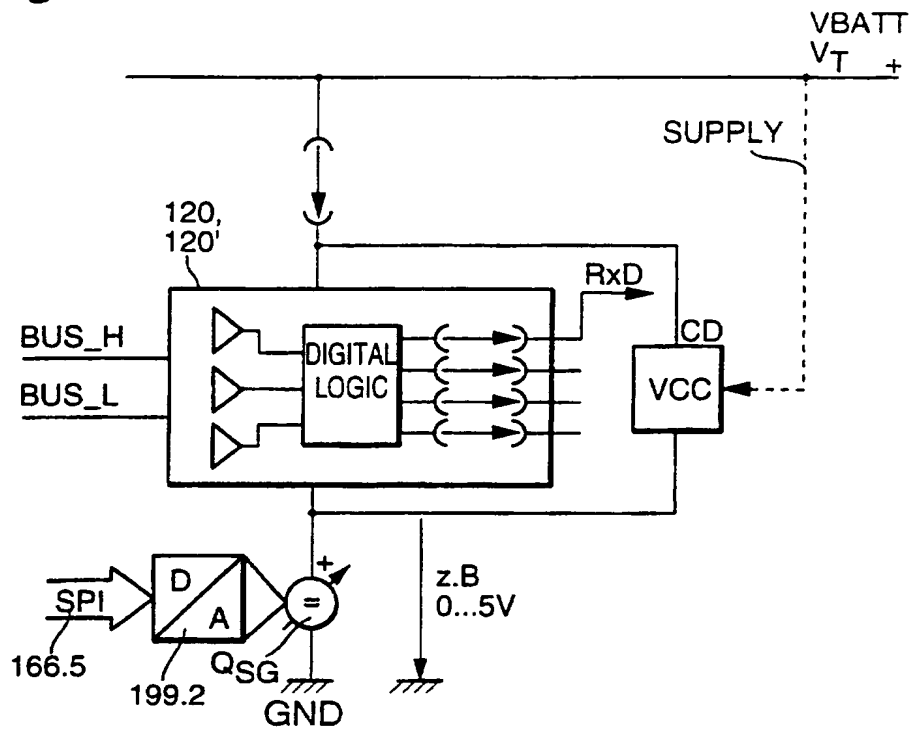 VBATT
VT +
SUPPLY
120,
120'
RxD
BUS_H
BUS_L
DIGITAL
LOGIC
CD
VCC
+
z.B
0...5V
D
A
SPI
=
166.5
199.2
QSG
GND